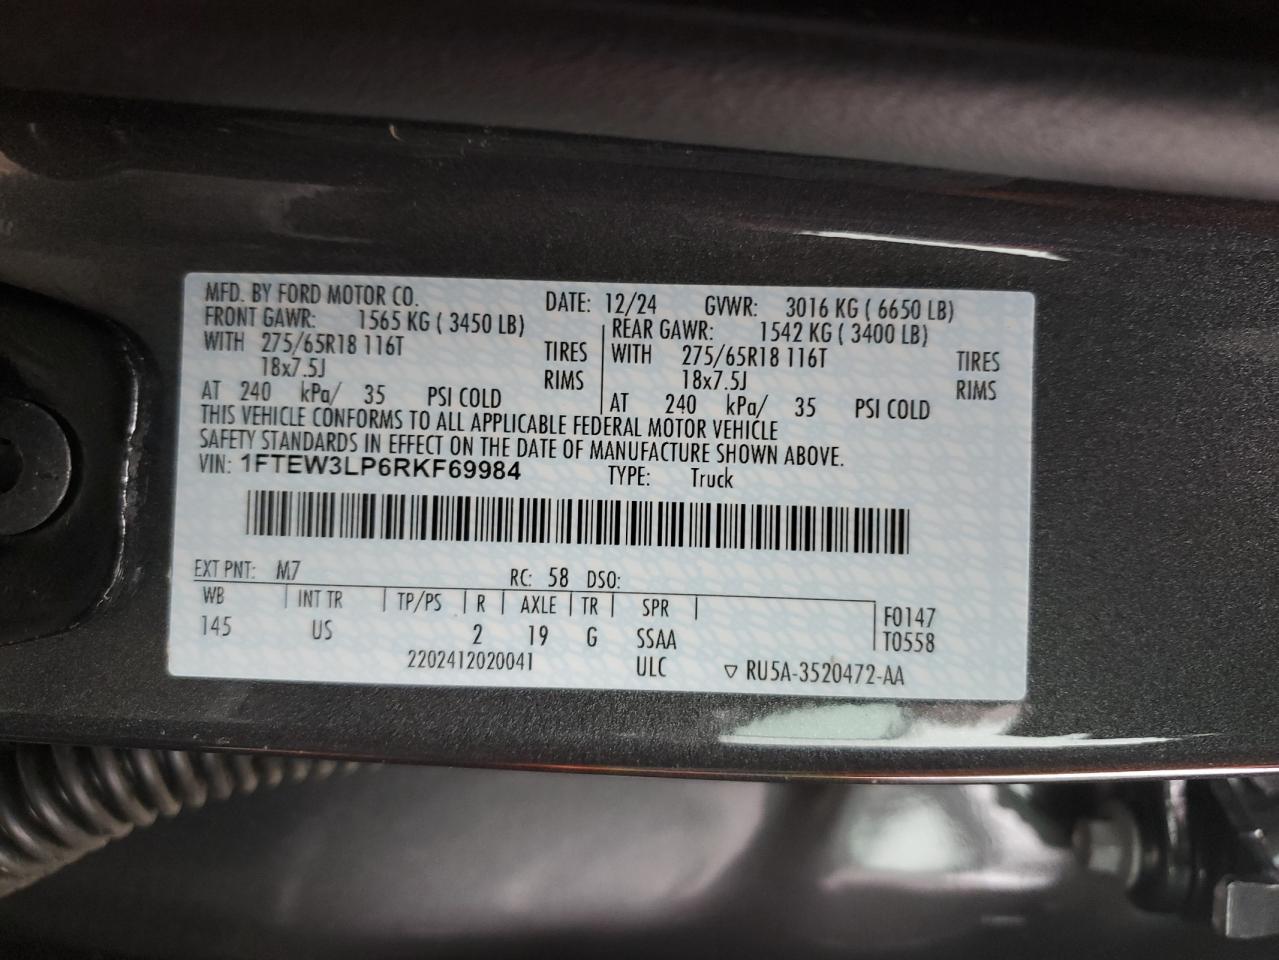 MFD. BY FORD MOTOR CO. DATE: 12/24 GVWR: 3016 KG ( 6650 LB)
FRONT GAWR: 1565 KG ( 3450 LB) REAR GAWR: 1542 KG ( 3400 LB)
WITH 275/65R18 116T TIRES WITH 275/65R18 116T TIRES
18x7.5J RIMS 18x7.5J RIMS
AT 240 kPa/ 35 PSI COLD AT 240 kPa/ 35 PSI COLD
THIS VEHICLE CONFORMS TO ALL APPLICABLE FEDERAL MOTOR VEHICLE
SAFETY STANDARDS IN EFFECT ON THE DATE OF MANUFACTURE SHOWN ABOVE.
VIN: 1FTEW3LP6RKF69984 TYPE: Truck
EXT PNT: M7 RC: 58 DSO:
WB INT TR TP/PS R AXLE TR SPR F0147
145 US 2 19 G SSAA T0558
2202412020041 ULC ▽ RU5A-3520472-AA